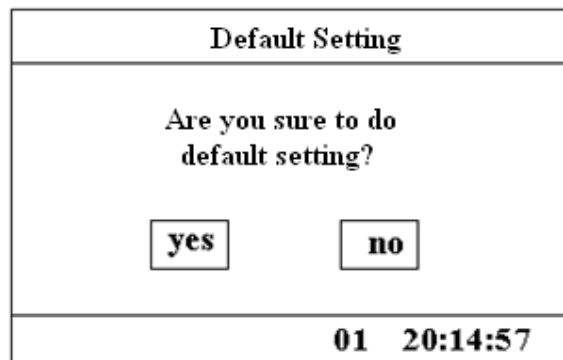 Default Setting
Are you sure to do
default setting?
yes no
01 20:14:57